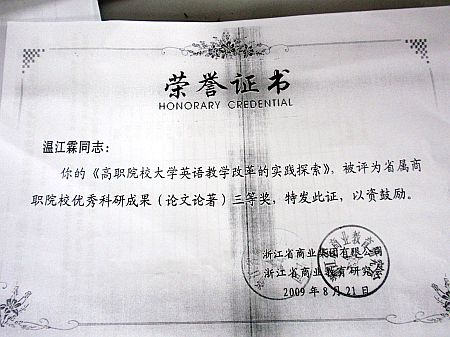 荣誉证书
HONORARY CREDENTIAL
温江霖同志：
你的《高职院校大学英语教学改革的实践探索》，被评为省属商
职院校优秀科研成果（论文论著）三等奖，特发此证，以资鼓励。
浙江省商业集团有限公司
浙江省商业教育研究
2009年8月21日